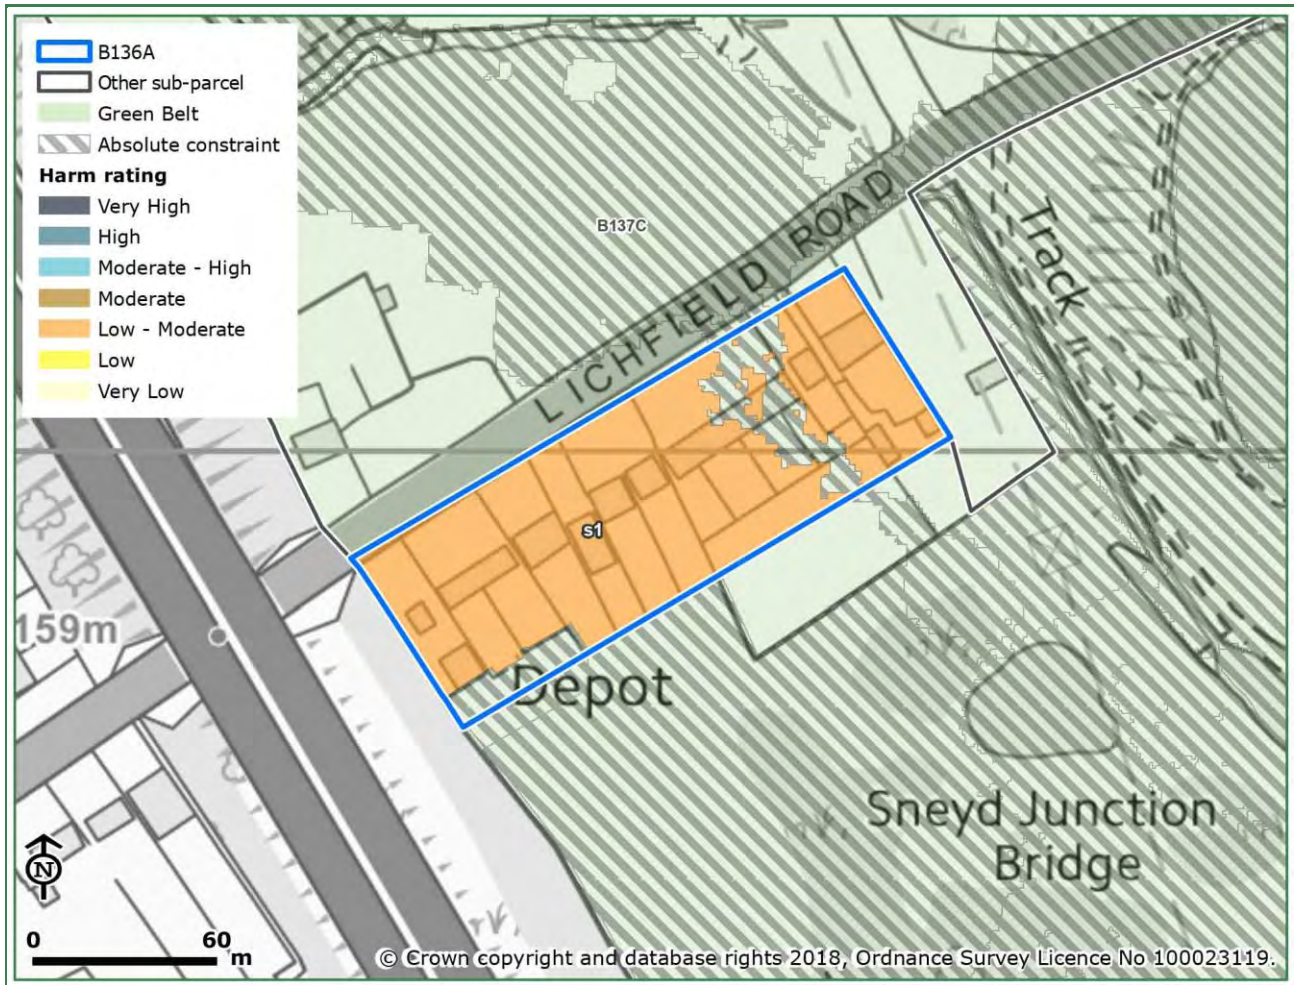 B136A
Other sub-parcel
Green Belt
Absolute constraint
Harm rating
Very High
High
Moderate - High
Moderate
Low - Moderate
Low
Very Low
B137C
LICHFIELD ROAD
Track
s1
159m
Depot
Sneyd Junction
Bridge
N
0 60 m
© Crown copyright and database rights 2018, Ordnance Survey Licence No 100023119.